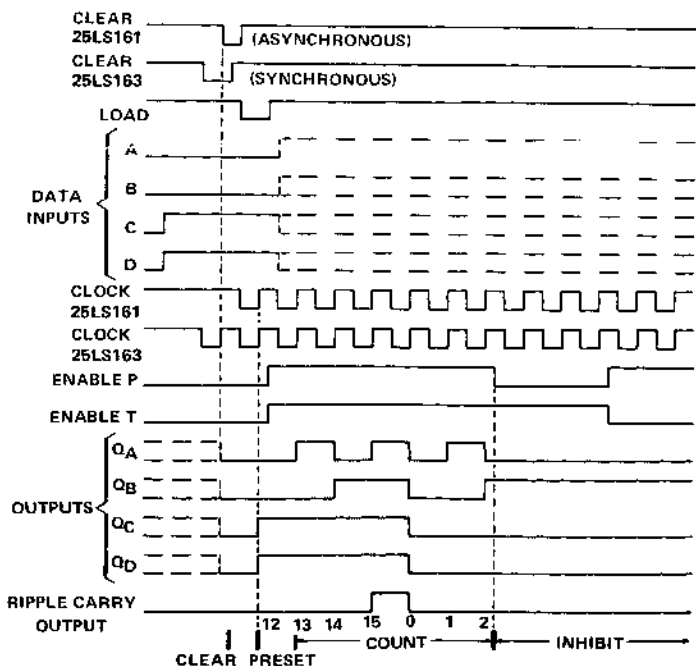 CLEAR
25LS161
(ASYNCHRONOUS)
CLEAR
25LS163
(SYNCHRONOUS)
LOAD
DATA
INPUTS
A
B
C
D
CLOCK
25LS161
CLOCK
25LS163
ENABLE P
ENABLE T
OUTPUTS
QA
QB
QC
QD
RIPPLE CARRY
OUTPUT
12 13 14 15 0 1 2
COUNT
INHIBIT
CLEAR PRESET